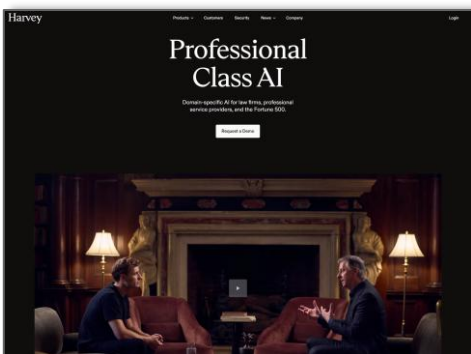 Harvey
Products Customers Security News Company
Login
Professional
Class AI
Domain-specific AI for law firms, professional
service providers, and the Fortune 500.
Request a Demo